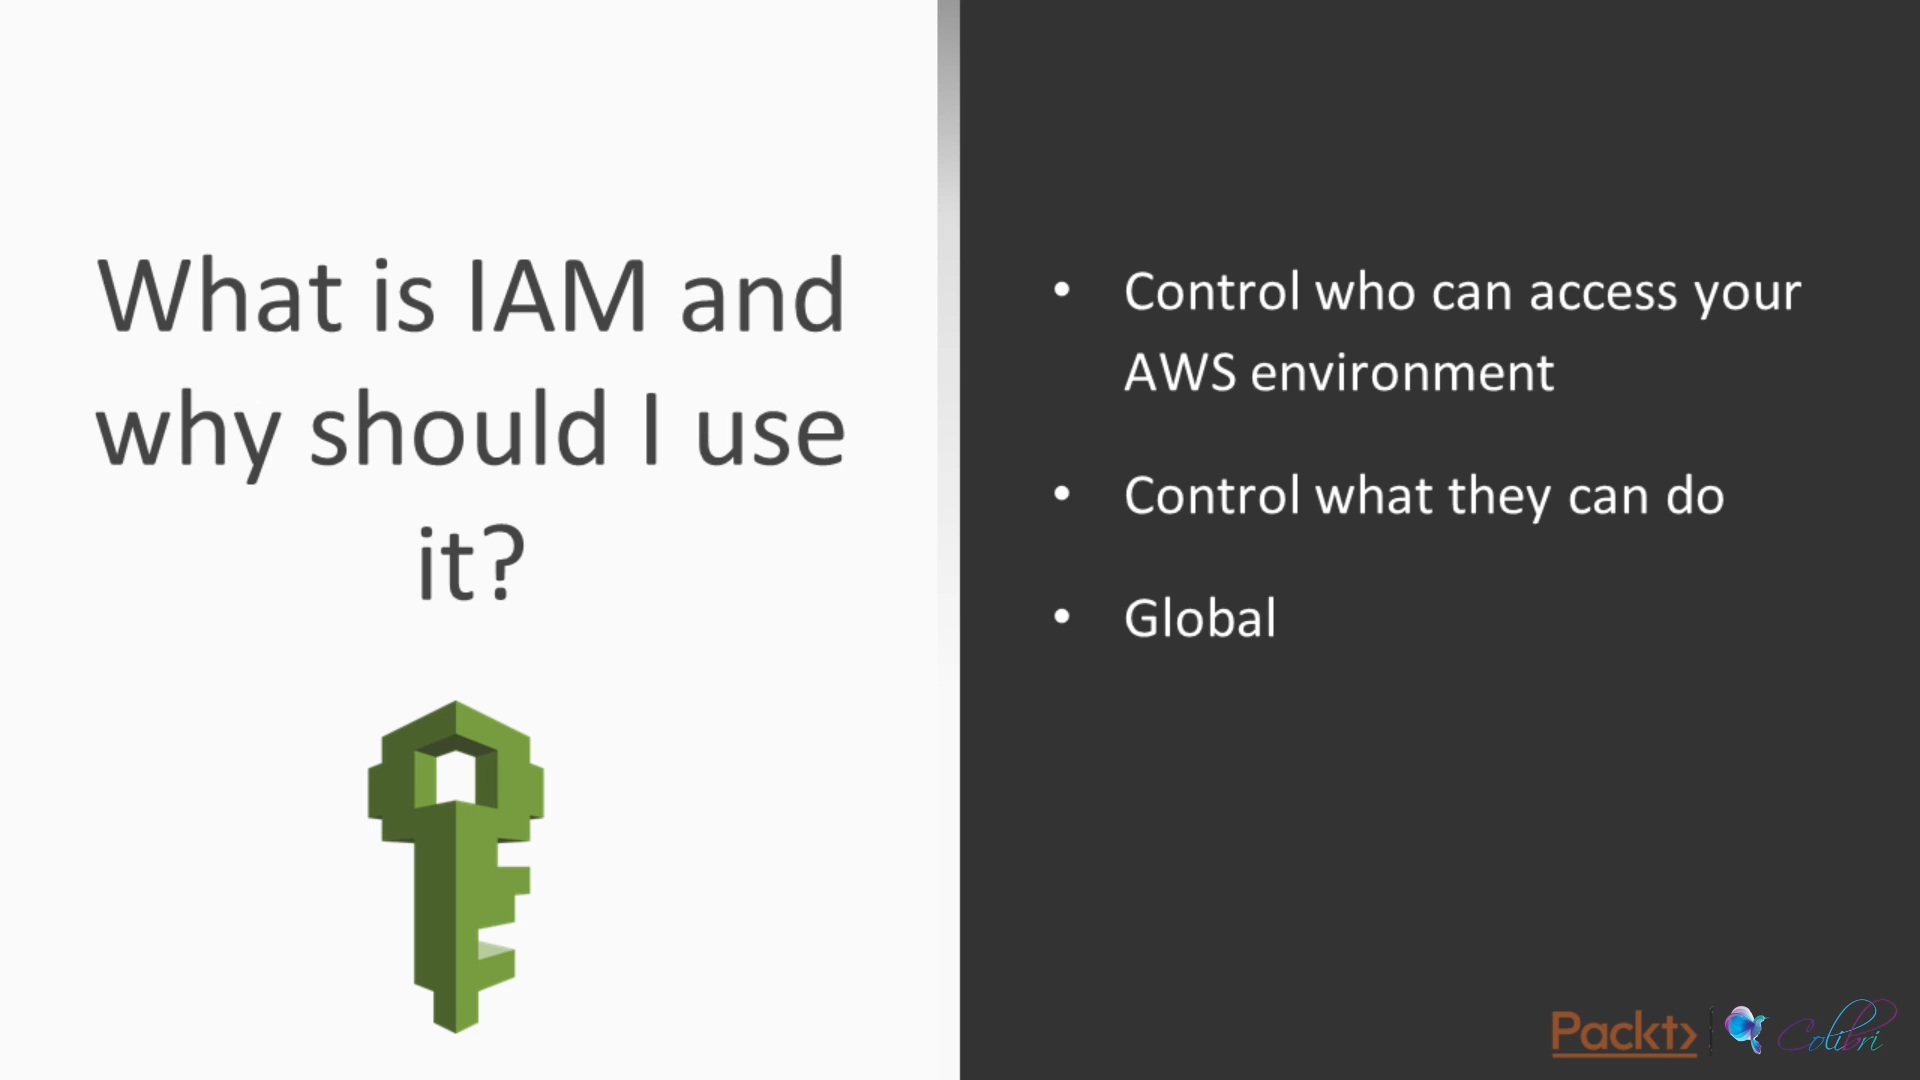 What is IAM and
why should I use
it?
• Control who can access your
AWS environment
• Control what they can do
• Global
Packt>
Colibri